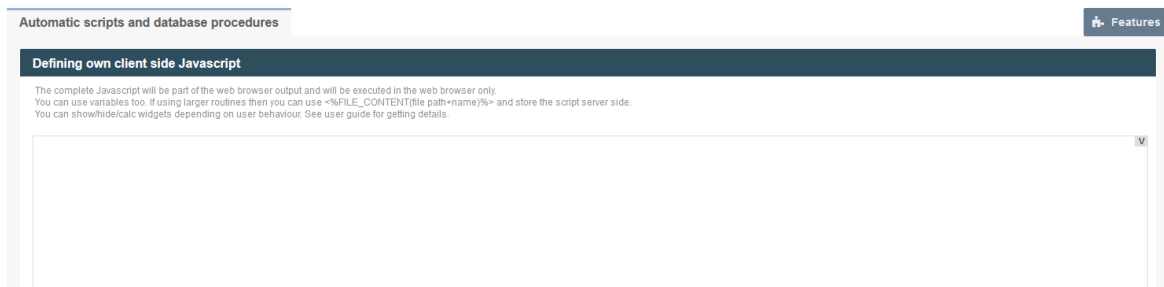 Automatic scripts and database procedures
Features
Defining own client side Javascript
The complete Javascript will be part of the web browser output and will be executed in the web browser only.
You can use variables too. If using larger routines then you can use <%FILE_CONTENT(file path+name)%> and store the script server side.
You can show/hide/calc widgets depending on user behaviour. See user guide for getting details.
V